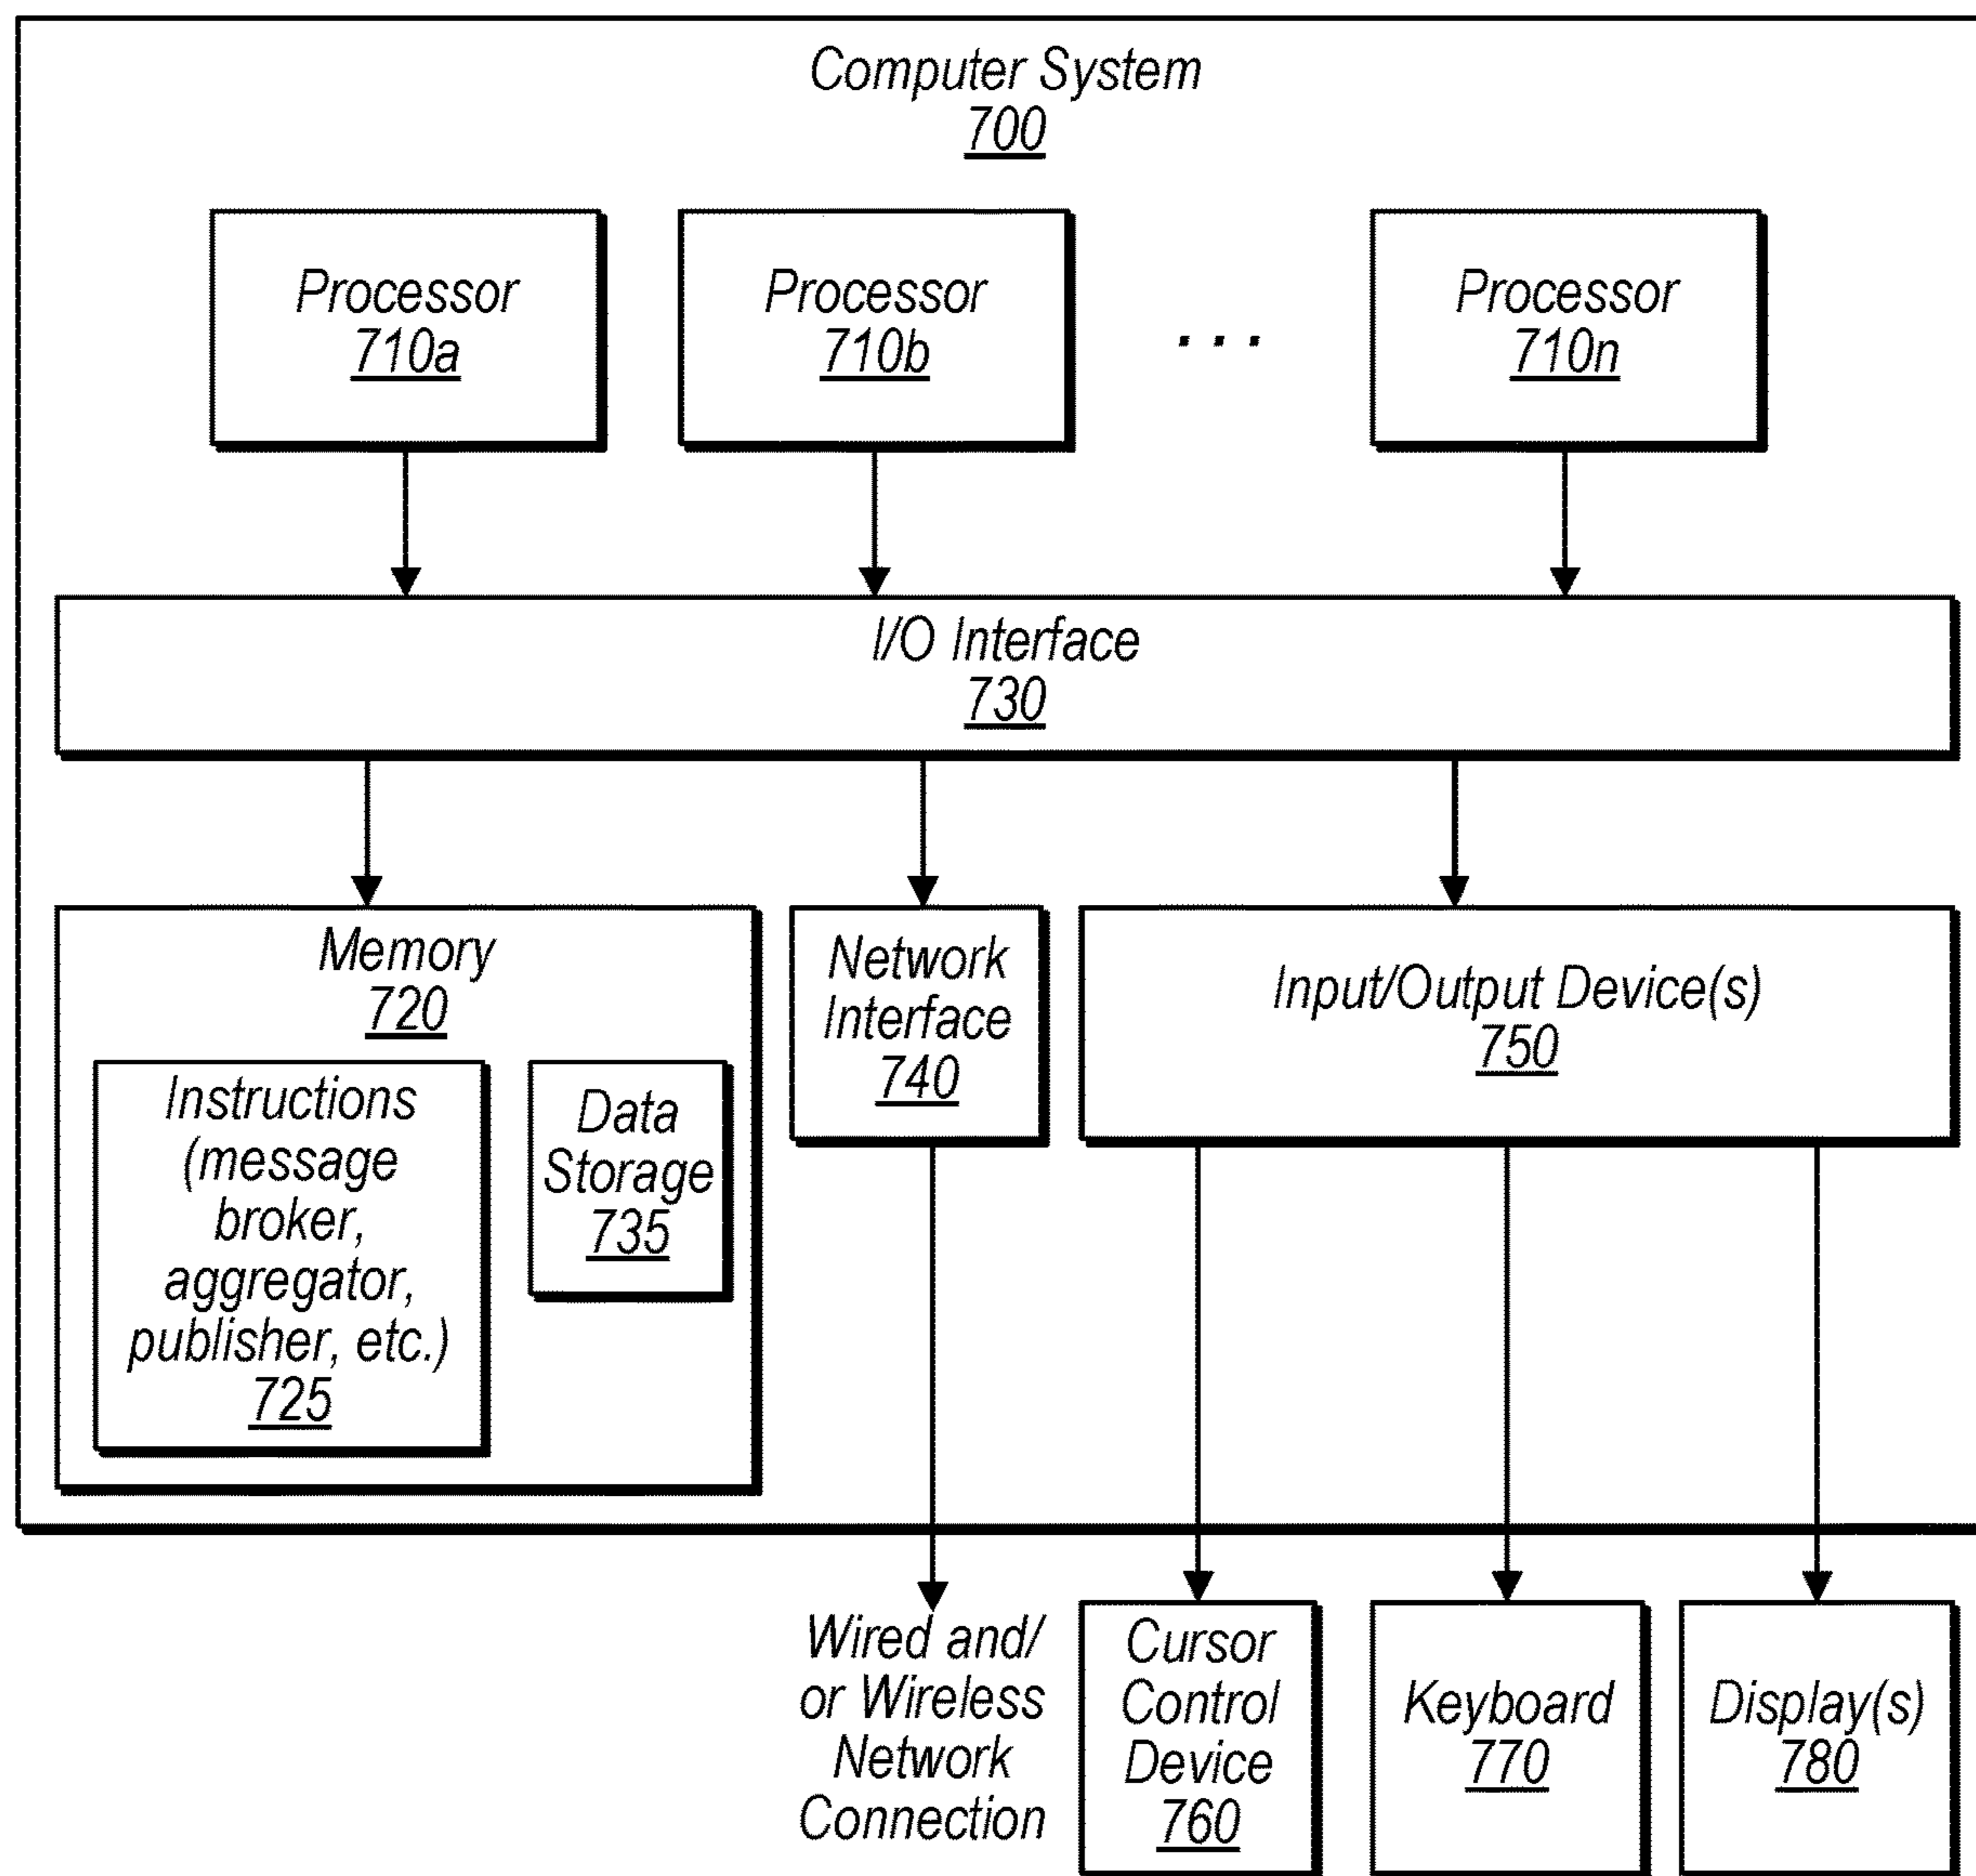 Computer System
700
Processor
710a
Processor
710b
. . .
Processor
710n
I/O Interface
730
Memory
720
Instructions
(message
broker,
aggregator,
publisher, etc.)
725
Data
Storage
735
Network
Interface
740
Input/Output Device(s)
750
Wired and/
or Wireless
Network
Connection
Cursor
Control
Device
760
Keyboard
770
Display(s)
780